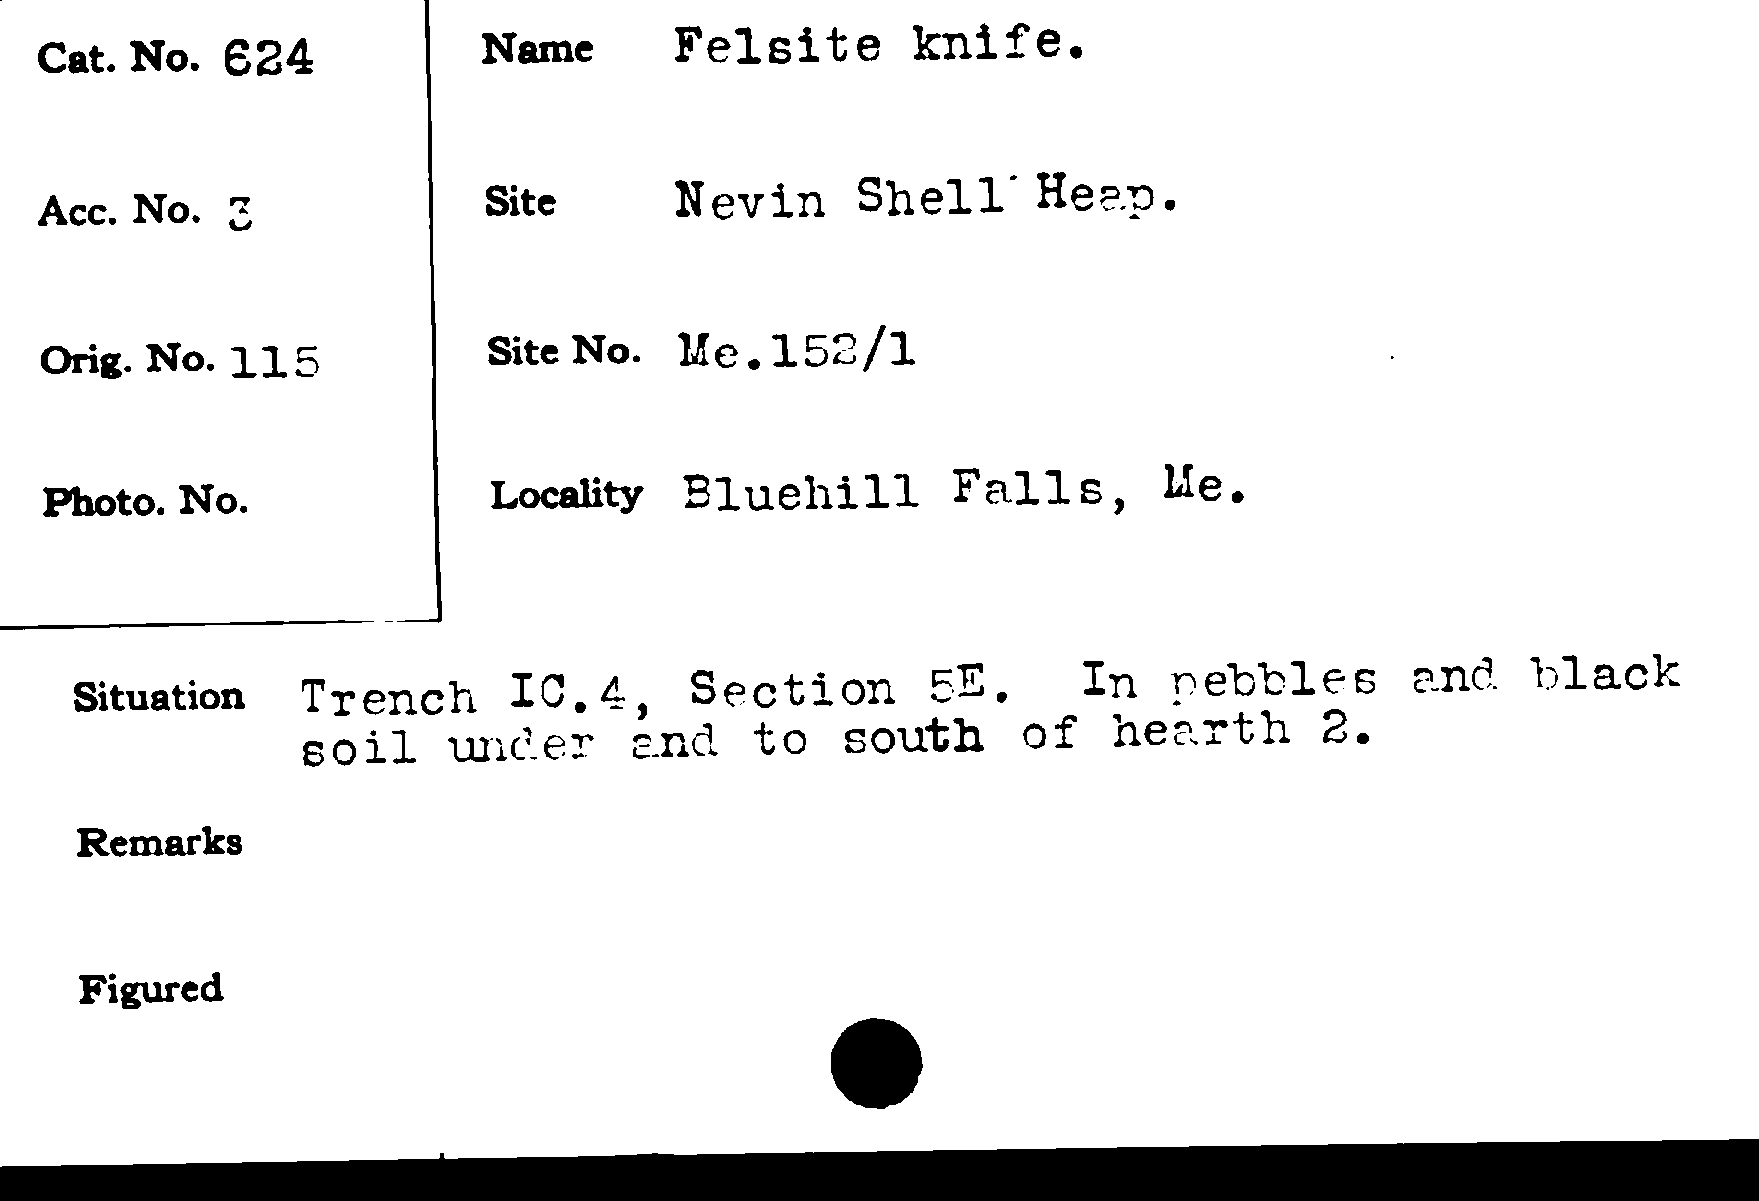 Cat. No. 624
Name Felsite knife.
Acc. No. 3
Site Nevin Shell Heap.
Orig. No. 115
Site No. Me.152/1
Photo. No.
Locality Bluehill Falls, Me.
Situation Trench IC.4, Section 5E. In pebbles and black
soil under and to south of hearth 2.
Remarks
Figured